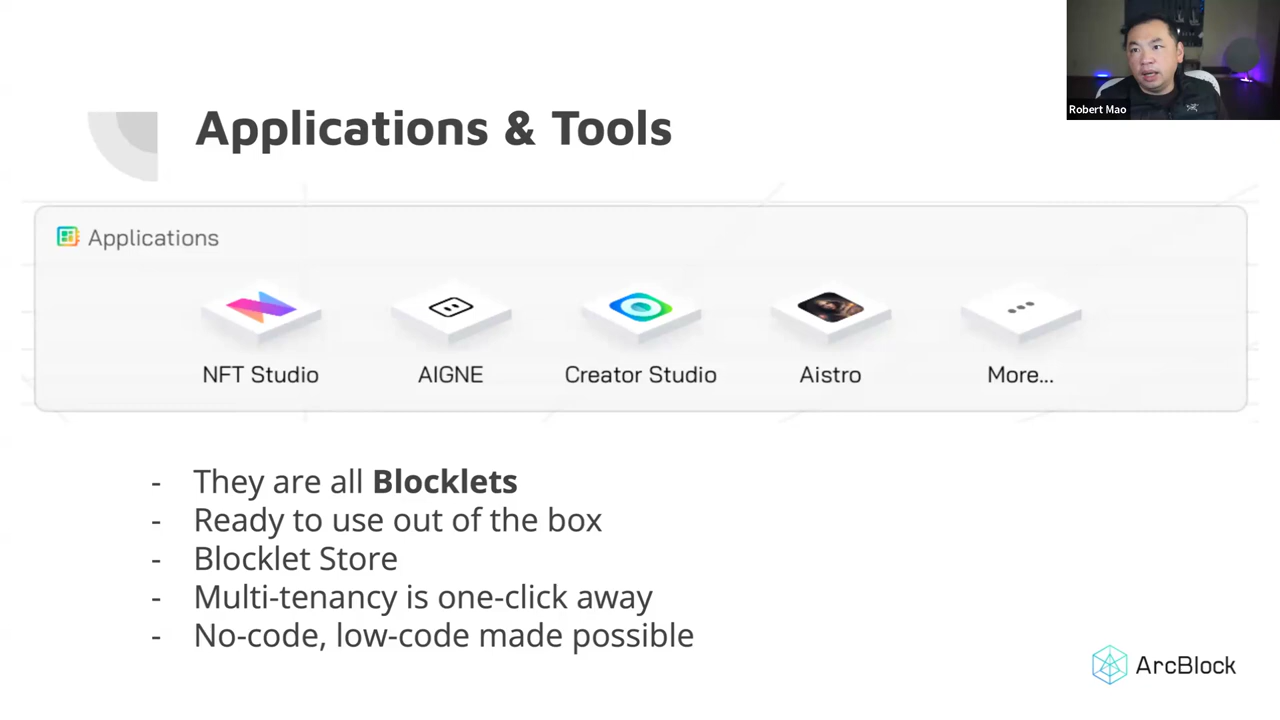 Robert Mao
Applications & Tools
Applications
NFT Studio
AIGNE
Creator Studio
Aistro
More...
- They are all Blocklets
- Ready to use out of the box
- Blocklet Store
- Multi-tenancy is one-click away
- No-code, low-code made possible
ArcBlock